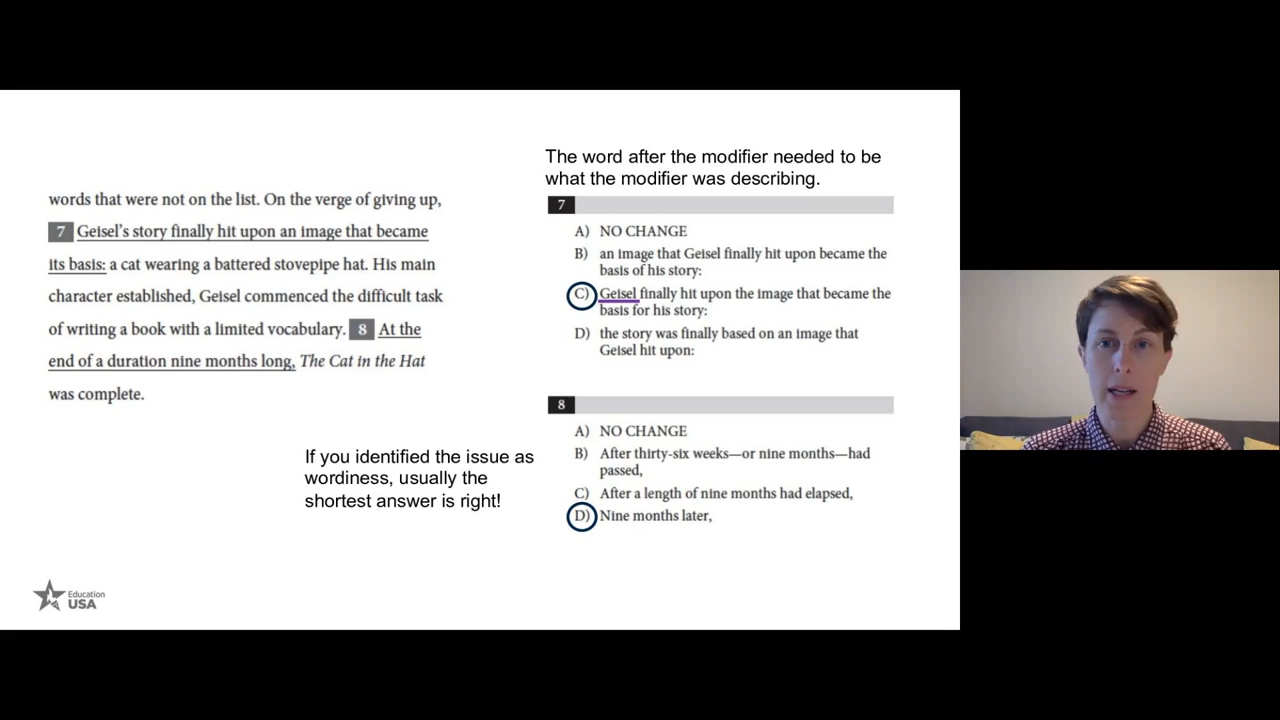 The word after the modifier needed to be
what the modifier was describing.
words that were not on the list. On the verge of giving up,
7 Geisel's story finally hit upon an image that became
its basis: a cat wearing a battered stovepipe hat. His main
character established, Geisel commenced the difficult task
of writing a book with a limited vocabulary. 8 At the
end of a duration nine months long, The Cat in the Hat
was complete.
If you identified the issue as
wordiness, usually the
shortest answer is right!
7
A) NO CHANGE
B) an image that Geisel finally hit upon became the
basis of his story:
C) Geisel finally hit upon the image that became the
basis for his story:
D) the story was finally based on an image that
Geisel hit upon:
8
A) NO CHANGE
B) After thirty-six weeks—or nine months—had
passed,
C) After a length of nine months had elapsed,
D) Nine months later,
Education
USA